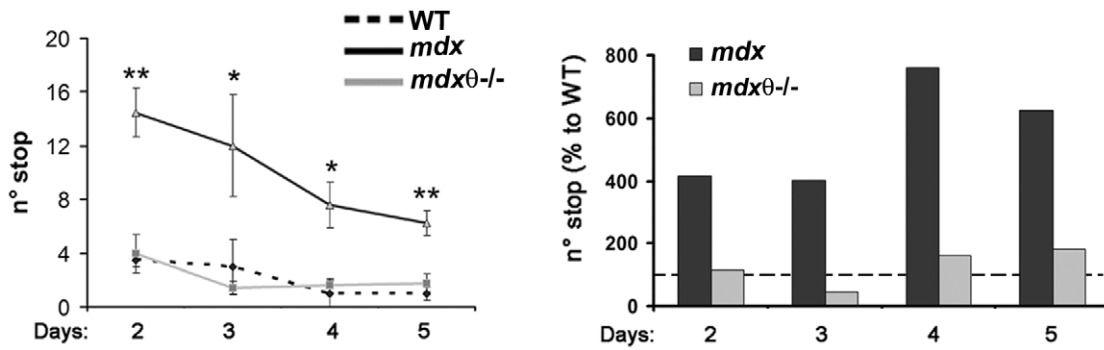 WT
mdx
mdxθ-/-
n° stop
20
16
12
8
4
0
** * * **
Days: 2 3 4 5
mdx
mdxθ-/-
n° stop (% to WT)
800
600
400
200
0
Days: 2 3 4 5